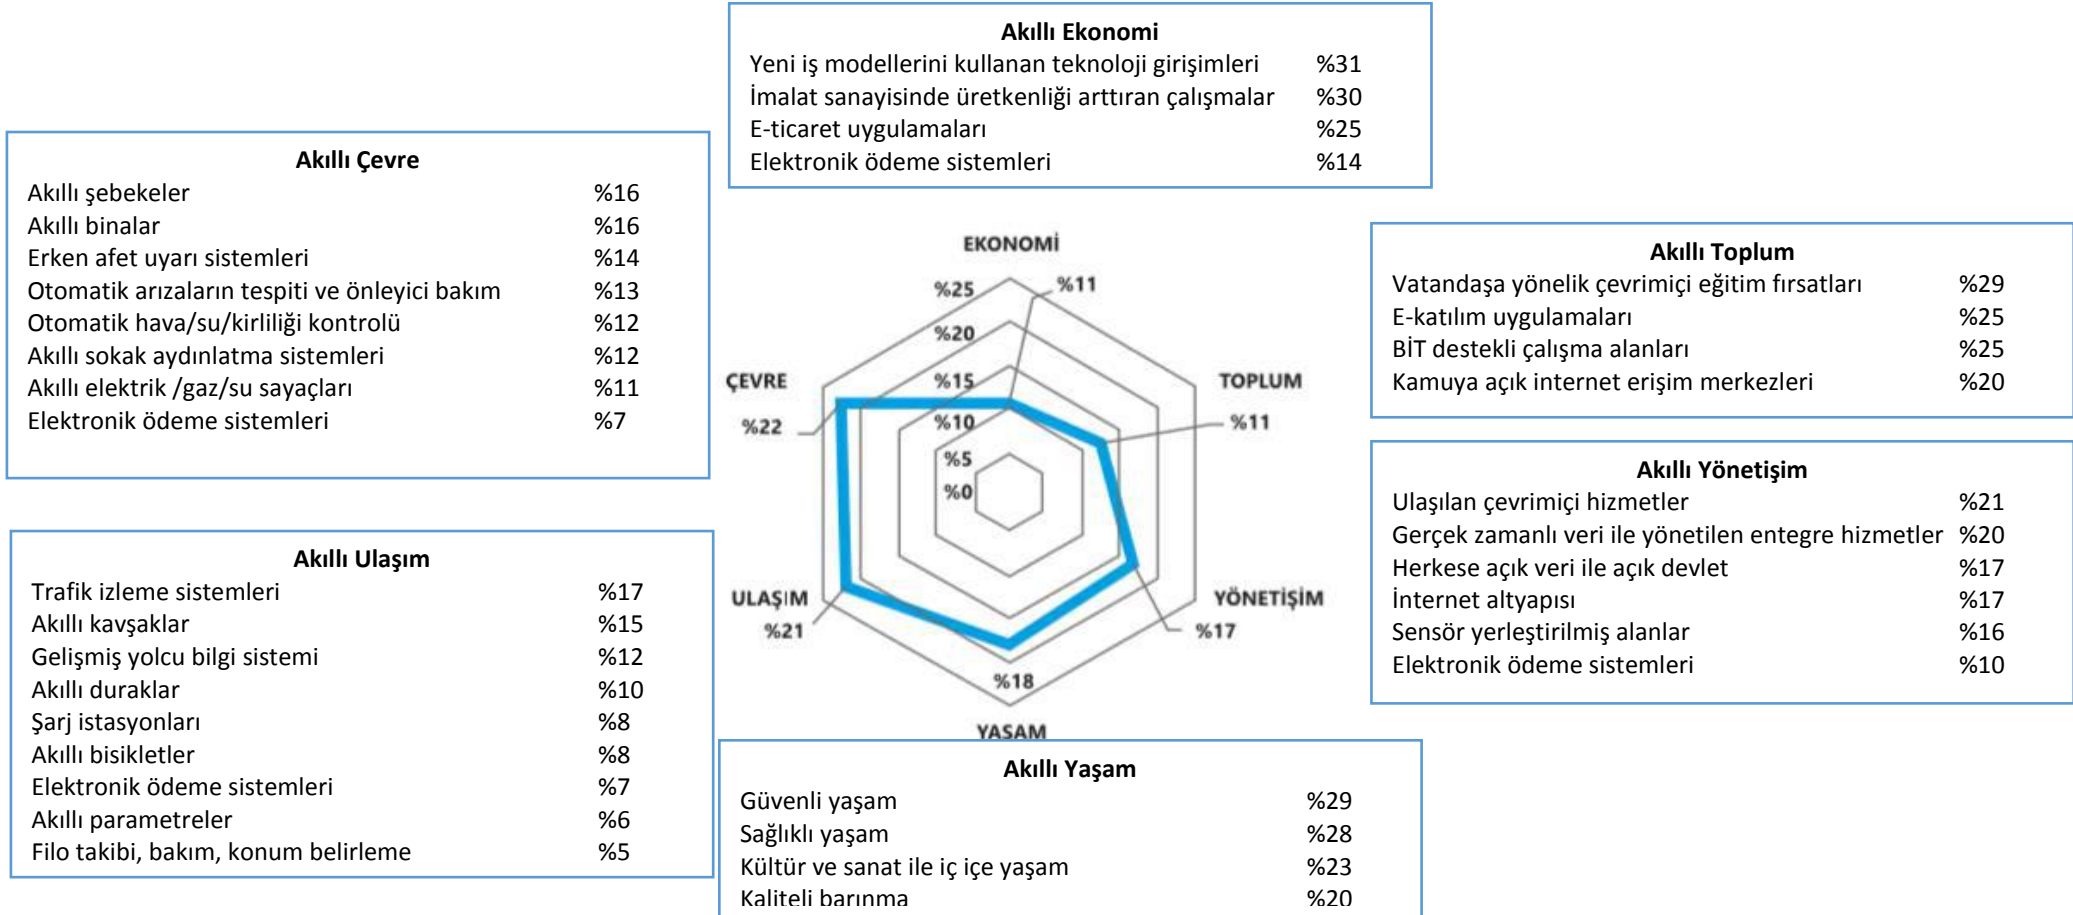 Akıllı Ekonomi
Yeni iş modellerini kullanan teknoloji girişimleri %31
İmalat sanayisinde üretkenliği arttıran çalışmalar %30
E-ticaret uygulamaları %25
Elektronik ödeme sistemleri %14
Akıllı Çevre
Akıllı şebekeler %16
Akıllı binalar %16
Erken afet uyarı sistemleri %14
Otomatik arızaların tespiti ve önleyici bakım %13
Otomatik hava/su/kirliliği kontrolü %12
Akıllı sokak aydınlatma sistemleri %12
Akıllı elektrik /gaz/su sayaçları %11
Elektronik ödeme sistemleri %7
EKONOMİ
%11
%25
%20
%15
%10
%5
%0
ÇEVRE
%22
TOPLUM
%11
ULAŞIM
%21
YÖNETİŞİM
%17
%18
YAŞAM
Akıllı Toplum
Vatandaşa yönelik çevrimiçi eğitim fırsatları %29
E-katılım uygulamaları %25
BİT destekli çalışma alanları %25
Kamuya açık internet erişim merkezleri %20
Akıllı Yönetişim
Ulaşılan çevrimiçi hizmetler %21
Gerçek zamanlı veri ile yönetilen entegre hizmetler %20
Herkese açık veri ile açık devlet %17
İnternet altyapısı %17
Sensör yerleştirilmiş alanlar %16
Elektronik ödeme sistemleri %10
Akıllı Ulaşım
Trafik izleme sistemleri %17
Akıllı kavşaklar %15
Gelişmiş yolcu bilgi sistemi %12
Akıllı duraklar %10
Şarj istasyonları %8
Akıllı bisikletler %8
Elektronik ödeme sistemleri %7
Akıllı parametreler %6
Filo takibi, bakım, konum belirleme %5
Akıllı Yaşam
Güvenli yaşam %29
Sağlıklı yaşam %28
Kültür ve sanat ile iç içe yaşam %23
Kaliteli barınma %20